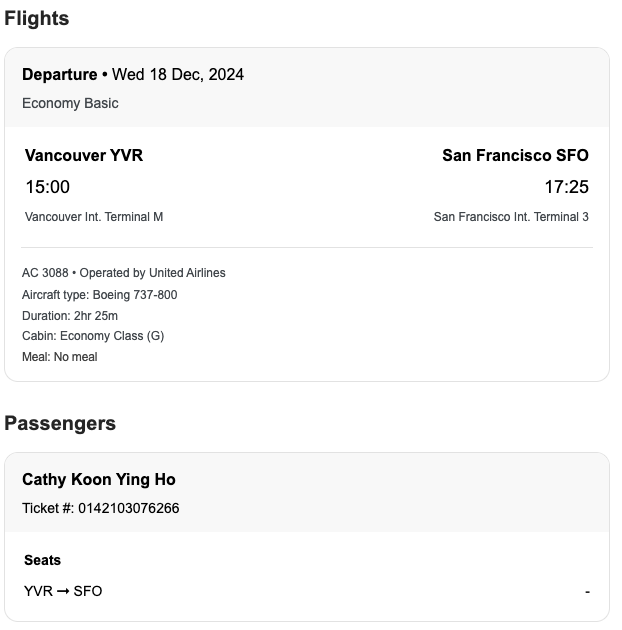 Flights
Departure • Wed 18 Dec, 2024
Economy Basic
Vancouver YVR San Francisco SFO
15:00 17:25
Vancouver Int. Terminal M San Francisco Int. Terminal 3
AC 3088 • Operated by United Airlines
Aircraft type: Boeing 737-800
Duration: 2hr 25m
Cabin: Economy Class (G)
Meal: No meal
Passengers
Cathy Koon Ying Ho
Ticket #: 0142103076266
Seats
YVR → SFO -